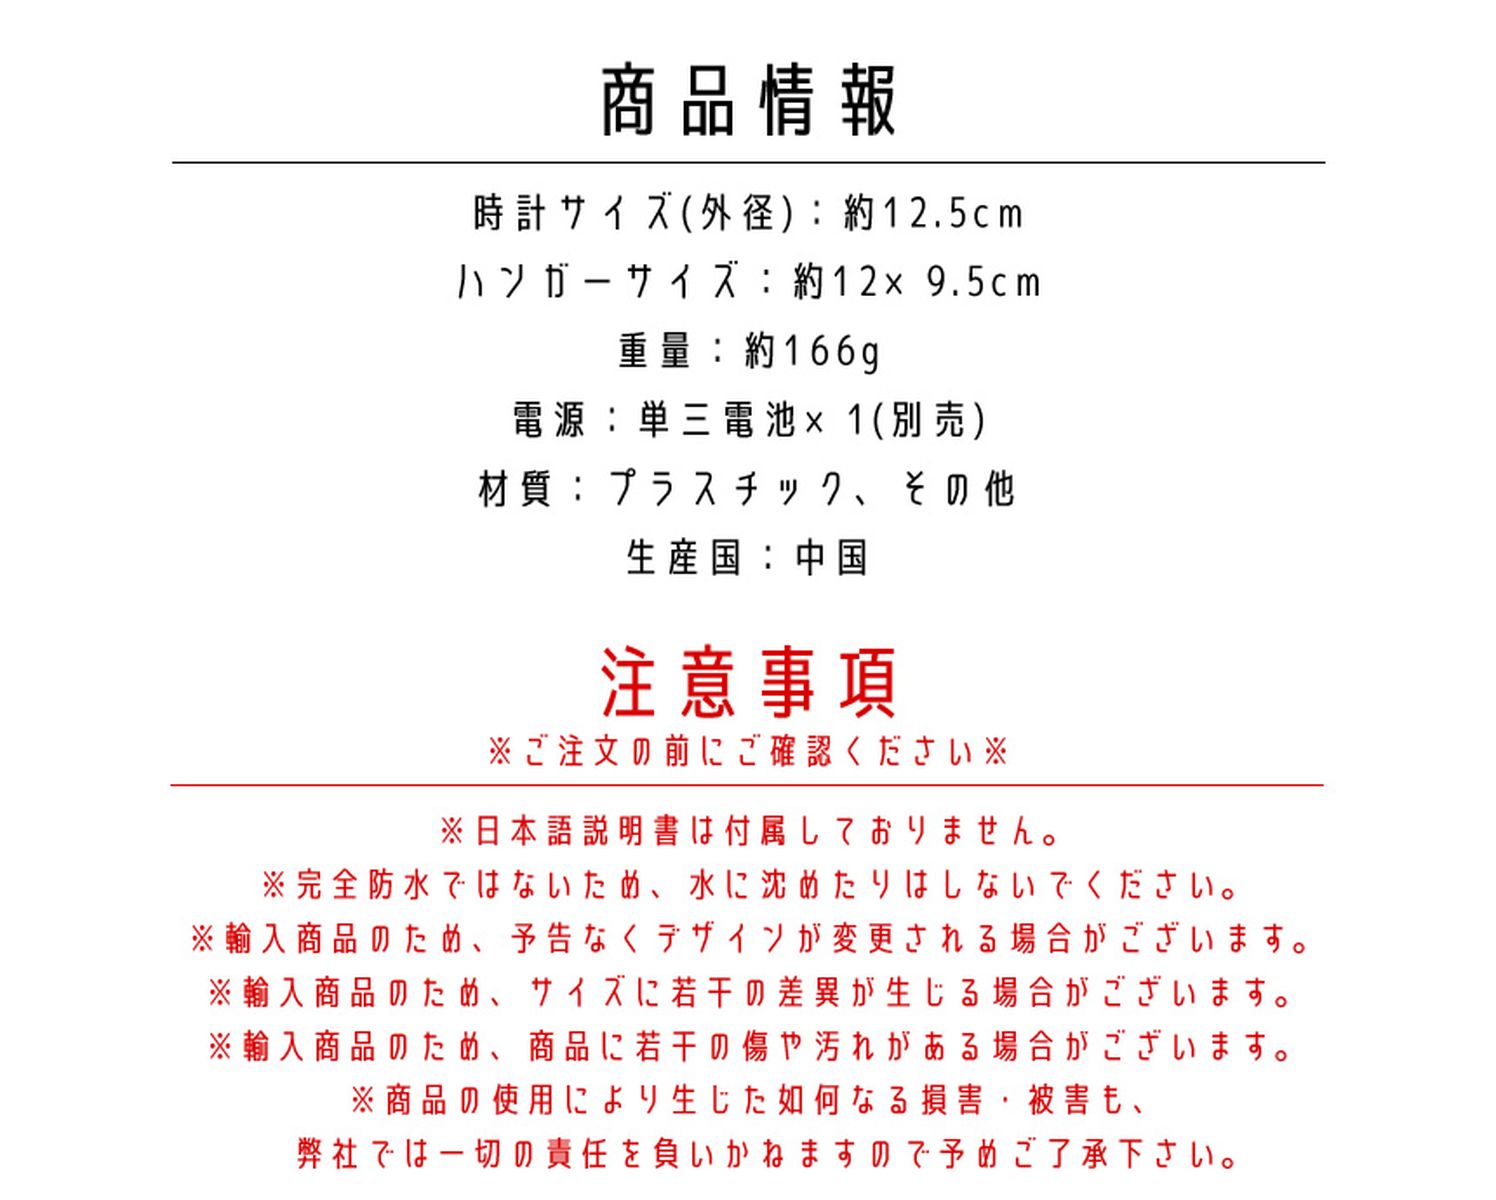 商品情報
時計サイズ(外径)：約12.5cm
ハンガーサイズ：約12× 9.5cm
重量：約166g
電源：単三電池× 1(別売)
材質：プラスチック、その他
生産国：中国
注意事項
※ご注文の前にご確認ください※
※日本語説明書は付属しておりません。
※完全防水ではないため、水に沈めたりはしないでください。
※輸入商品のため、予告なくデザインが変更される場合がございます。
※輸入商品のため、サイズに若干の差異が生じる場合がございます。
※輸入商品のため、商品に若干の傷や汚れがある場合がございます。
※商品の使用により生じた如何なる損害・被害も、
弊社では一切の責任を負いかねますので予めご了承下さい。